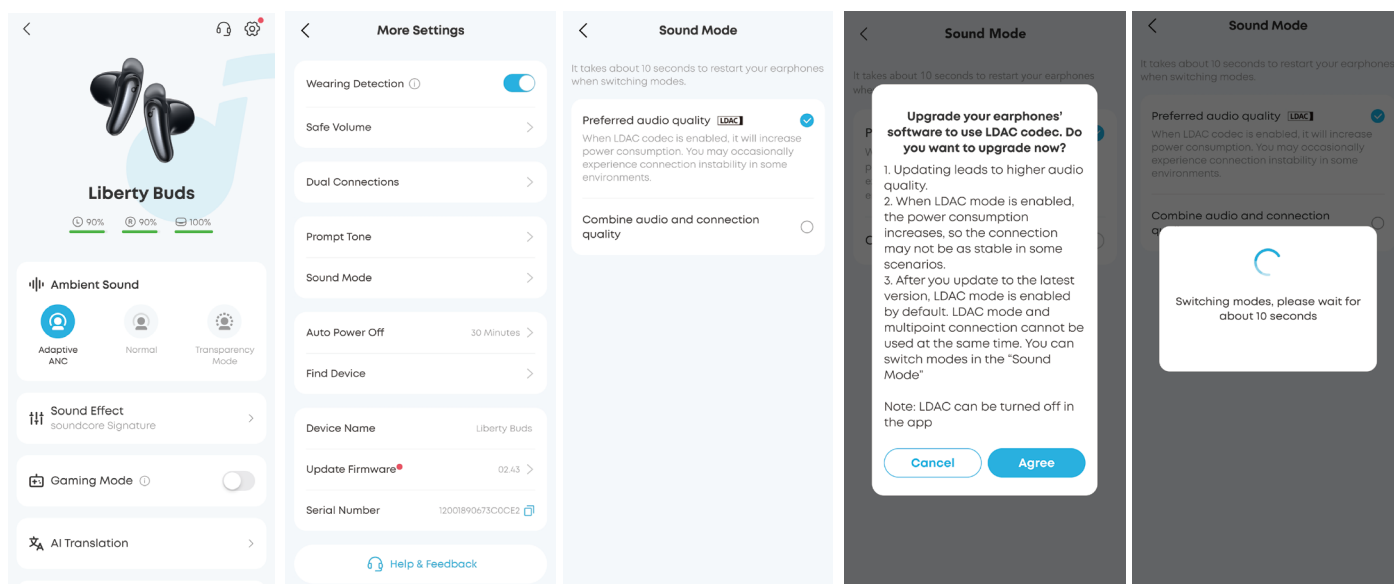 Liberty Buds
L 90%
R 90%
100%
Ambient Sound
Adaptive
ANC
Normal
Transparency
Mode
Sound Effect
soundcore Signature
Gaming Mode
AI Translation
More Settings
Wearing Detection
Safe Volume
Dual Connections
Prompt Tone
Sound Mode
Auto Power Off
30 Minutes
Find Device
Device Name
Liberty Buds
Update Firmware
02.43
Serial Number
12001890673C0CE2
Help & Feedback
Sound Mode
It takes about 10 seconds to restart your earphones
when switching modes.
Preferred audio quality LDAC
When LDAC codec is enabled, it will increase
power consumption. You may occasionally
experience connection instability in some
environments.
Combine audio and connection
quality
Sound Mode
It takes about 10 seconds to restart your earphones
Upgrade your earphones'
software to use LDAC codec. Do
you want to upgrade now?
1. Updating leads to higher audio
quality.
2. When LDAC mode is enabled,
the power consumption
increases, so the connection
may not be as stable in some
scenarios.
3. After you update to the latest
version, LDAC mode is enabled
by default. LDAC mode and
multipoint connection cannot be
used at the same time. You can
switch modes in the "Sound
Mode"
Note: LDAC can be turned off in
the app
Cancel
Agree
Sound Mode
It takes about 10 seconds to restart your earphones
when switching modes.
Preferred audio quality LDAC
When LDAC codec is enabled, it will increase
power consumption. You may occasionally
experience connection instability in some
environments.
Combine audio and connection
Switching modes, please wait for
about 10 seconds